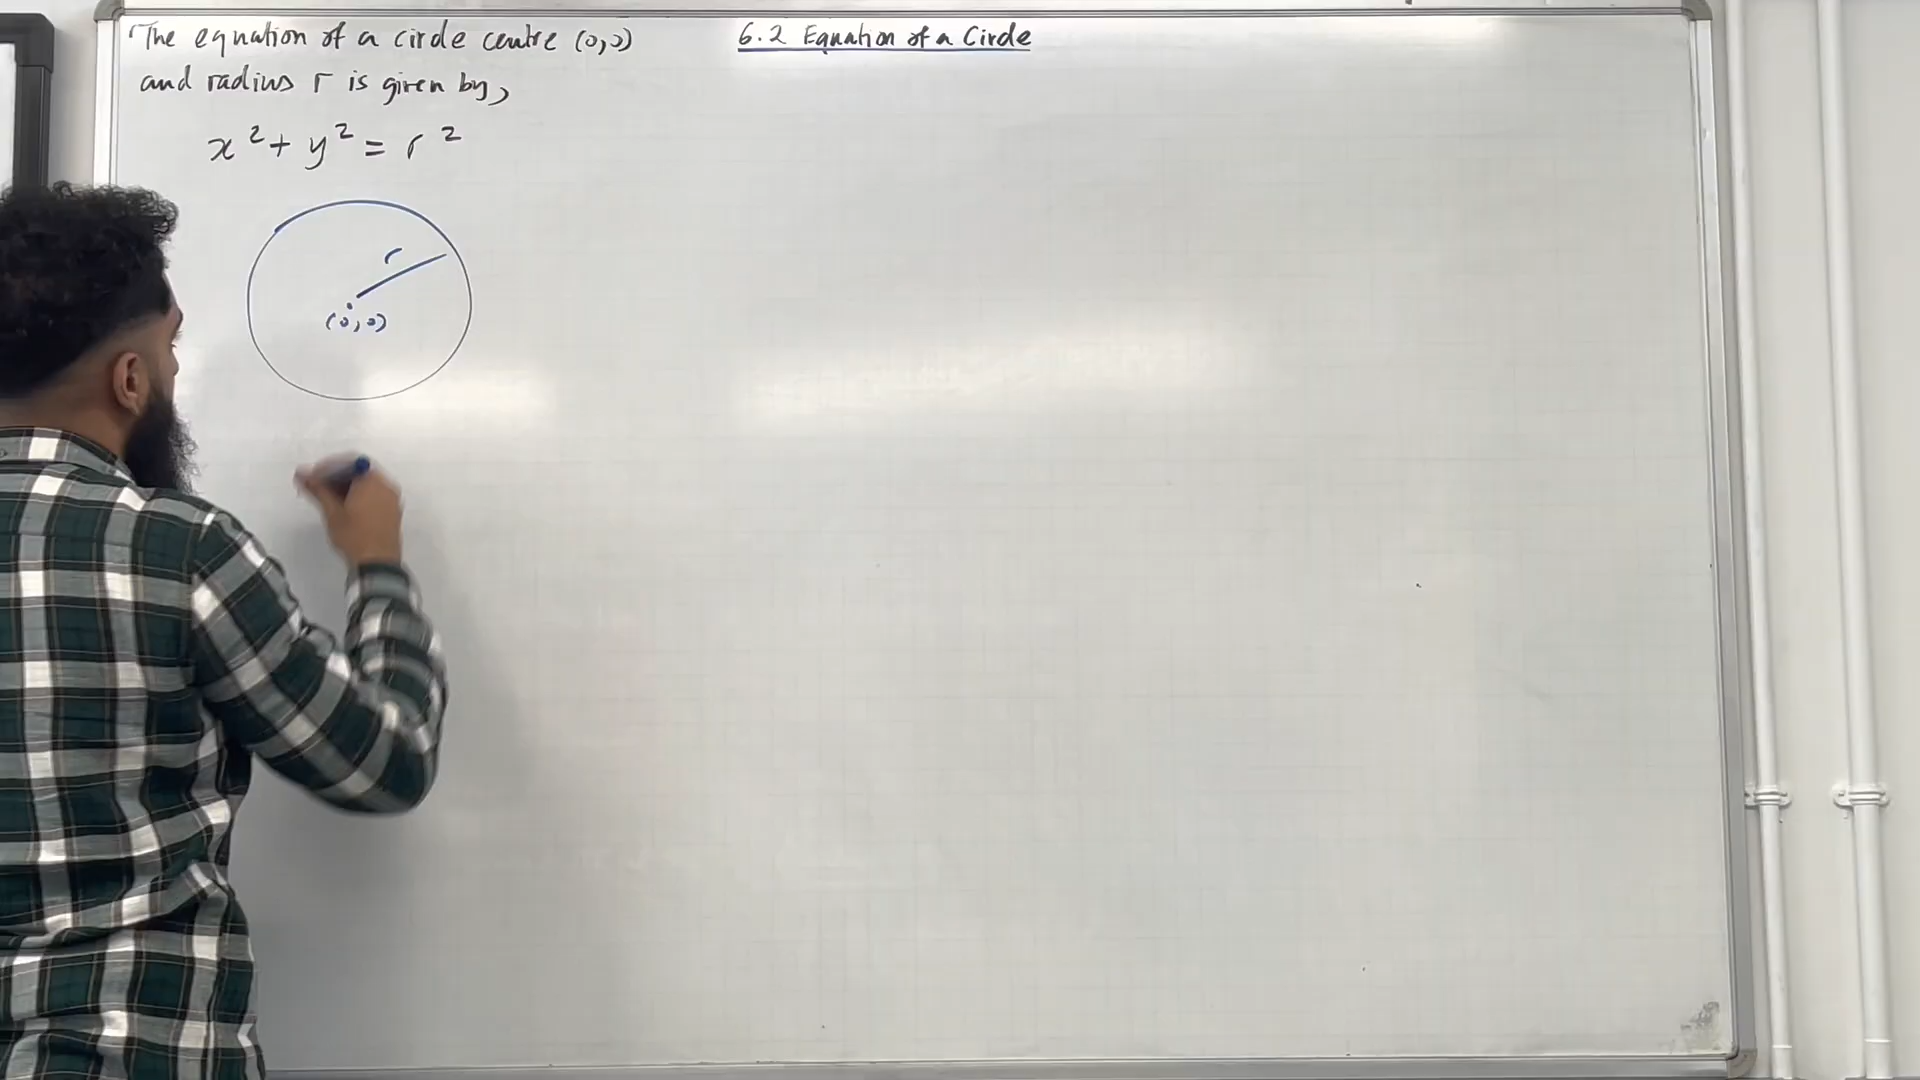 The equation of a circle centre (0,0)
and radius r is given by,
x² + y² = r²
r
(0,0)
6.2 Equation of a Circle